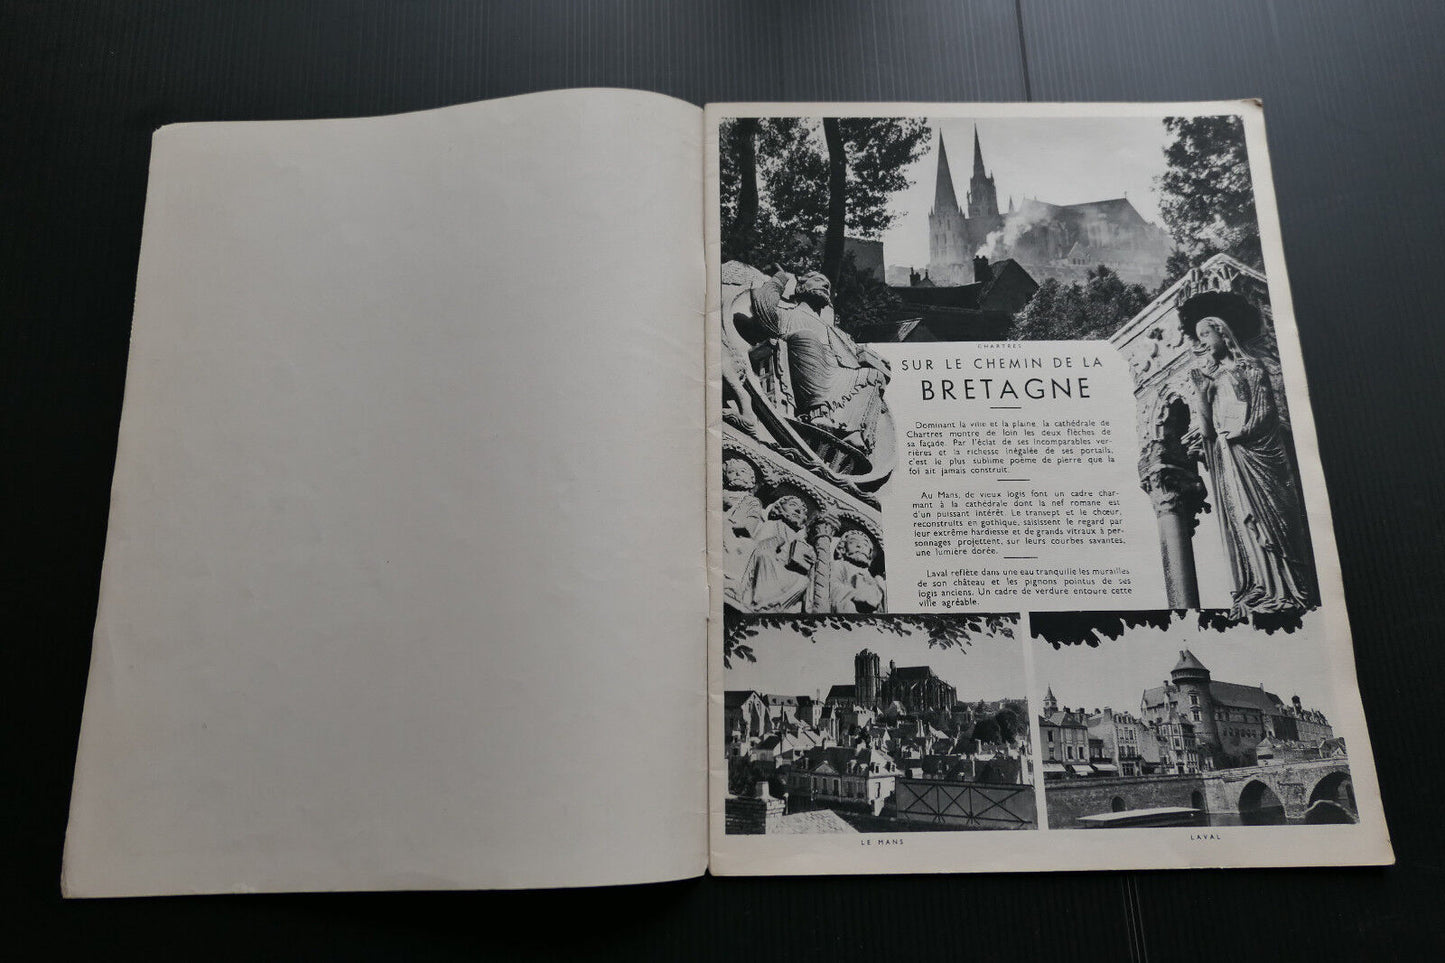 CHARTRES
SUR LE CHEMIN DE LA
BRETAGNE
Dominant la ville et la plaine, la cathédrale de
Chartres montre de loin les deux flèches de
sa façade. Par l'éclat de ses incomparables ver-
rières et la richesse inégalée de ses portails,
c'est le plus sublime poème de pierre que la
foi ait jamais construit.
Au Mans, de vieux logis font un cadre char-
mant à la cathédrale dont la nef romane est
d'un puissant intérêt. Le transept et le chœur,
reconstruits en gothique, saisissent le regard par
leur extrême hardiesse et de grands vitraux à per-
sonnages projettent, sur leurs courbes savantes,
une lumière dorée.
Laval reflète dans une eau tranquille les murailles
de son château et les pignons pointus de ses
logis anciens. Un cadre de verdure entoure cette
ville agréable.
LE MANS
LAVAL